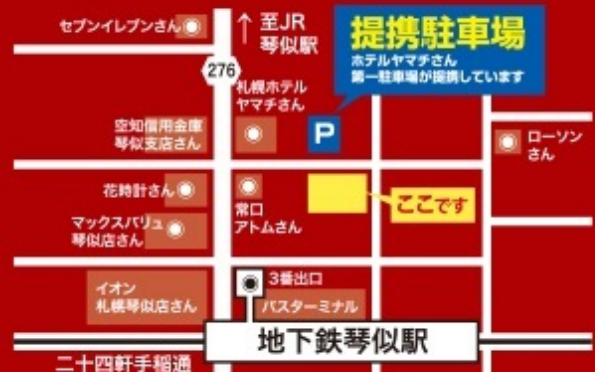 セブンイレブンさん
↑至JR
琴似駅
提携駐車場
ホテルヤマチさん
第一駐車場が提携しています
276
札幌ホテル
ヤマチさん
P
空知信用金庫
琴似支店さん
ローソン
さん
花時計さん
常口
アトムさん
ここです
マックスバリュ
琴似店さん
3番出口
イオン
札幌琴似店さん
バスターミナル
地下鉄琴似駅
二十四軒手稲通